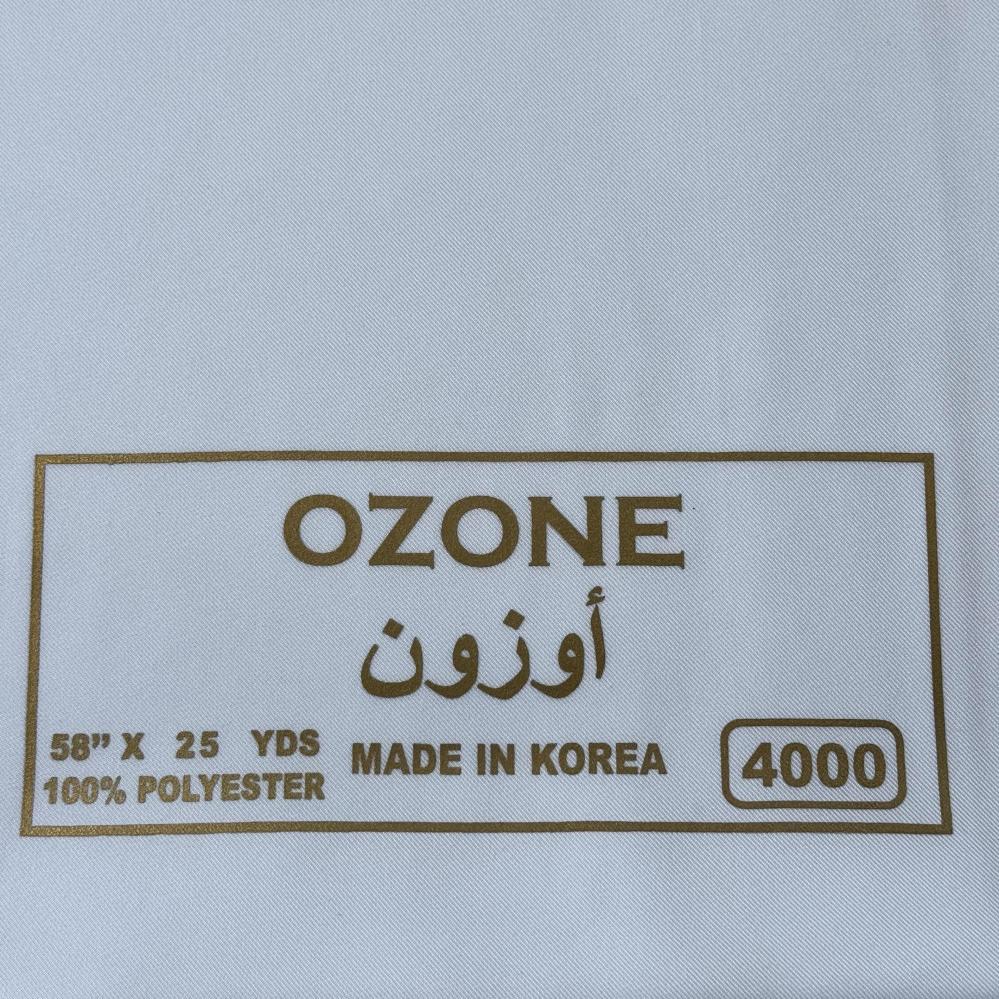 OZONE
أوزون
58” X 25 YDS
100% POLYESTER
MADE IN KOREA
4000